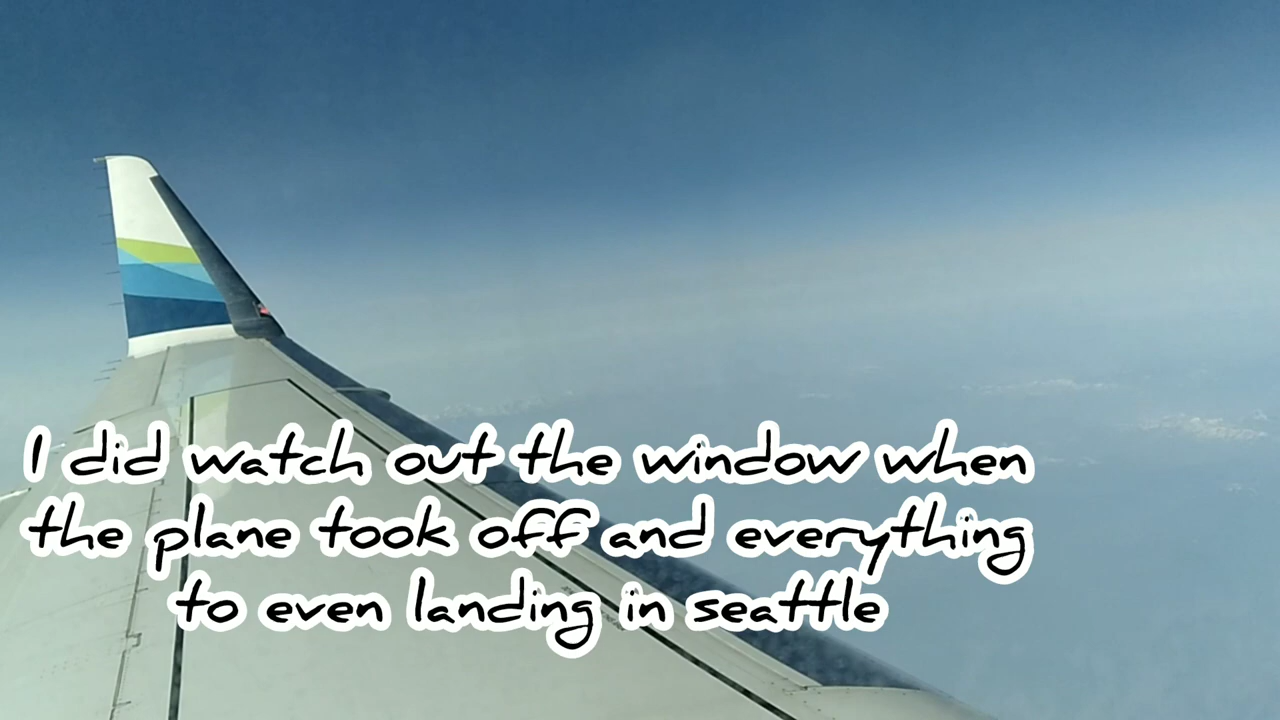 I did watch out the window when
the plane took off and everything
to even landing in seattle